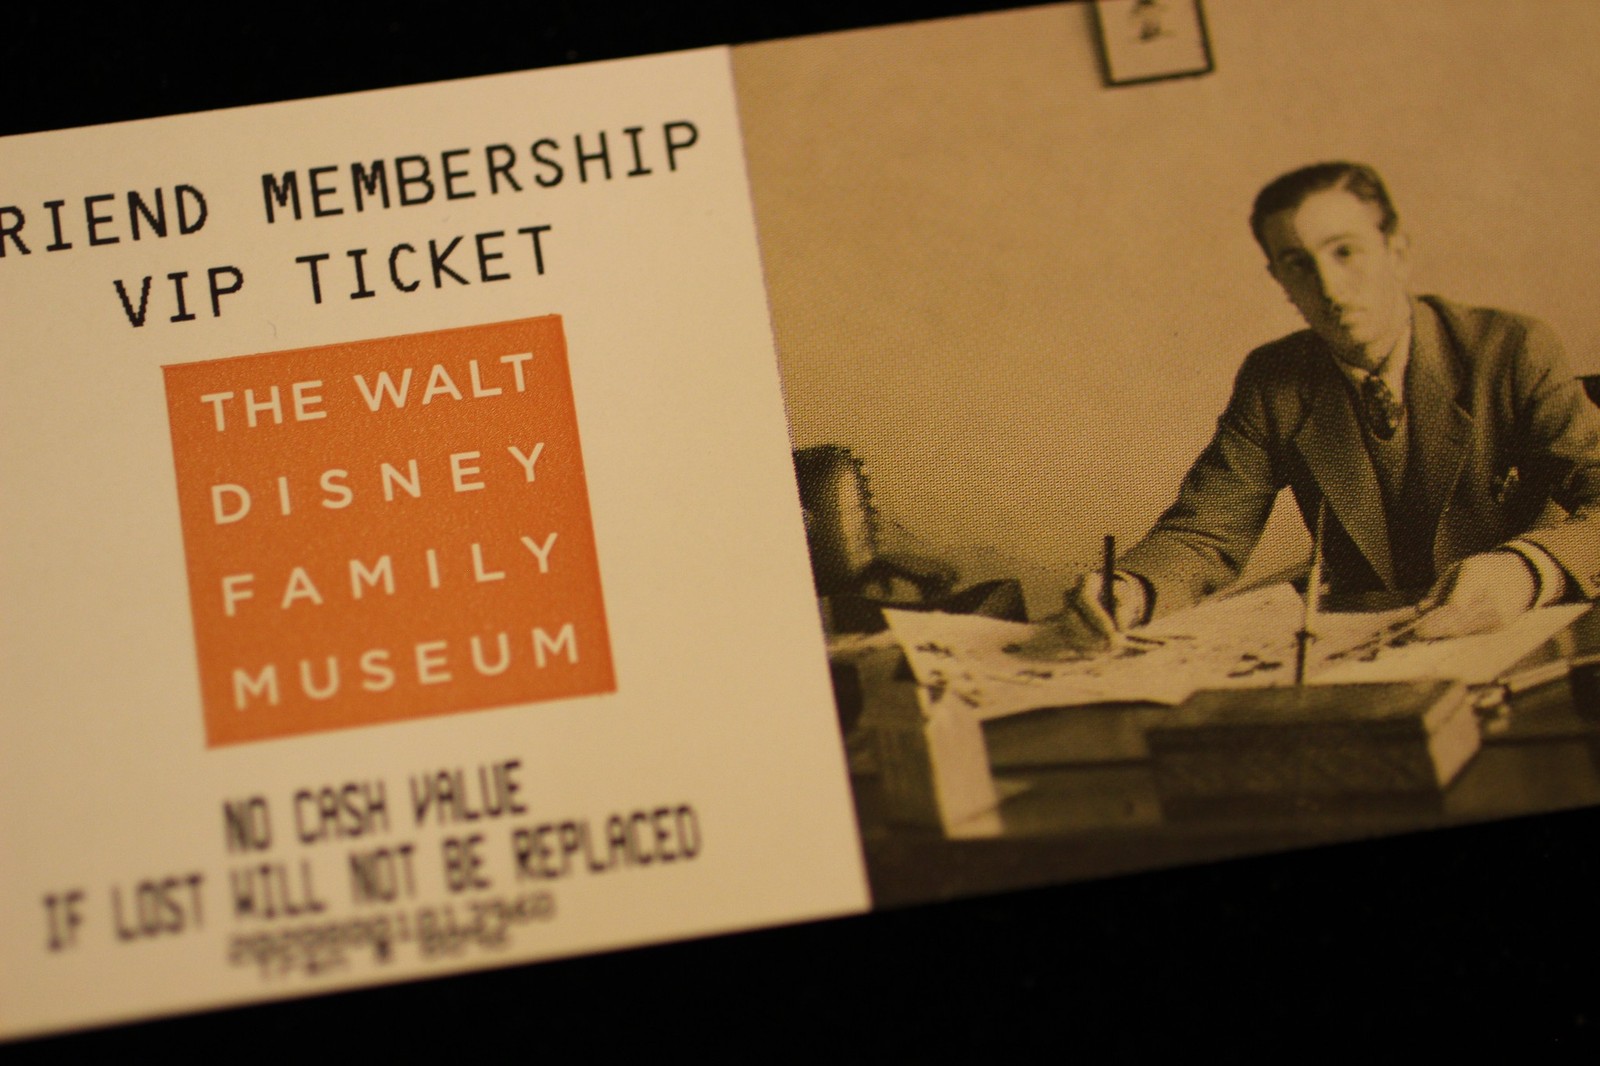 RIEND MEMBERSHIP
VIP TICKET
THE WALT
DISNEY
FAMILY
MUSEUM
NO CASH VALUE
IF LOST WILL NOT BE REPLACED